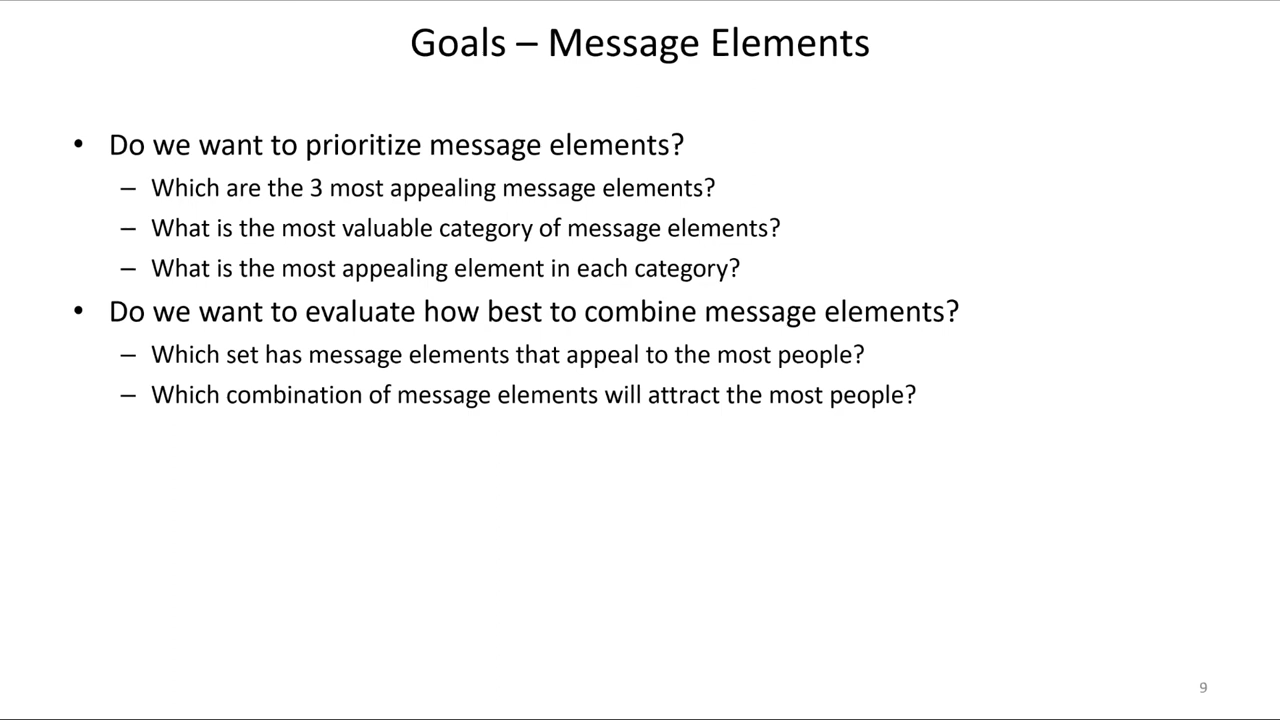 Goals – Message Elements
• Do we want to prioritize message elements?
– Which are the 3 most appealing message elements?
– What is the most valuable category of message elements?
– What is the most appealing element in each category?
• Do we want to evaluate how best to combine message elements?
– Which set has message elements that appeal to the most people?
– Which combination of message elements will attract the most people?
9